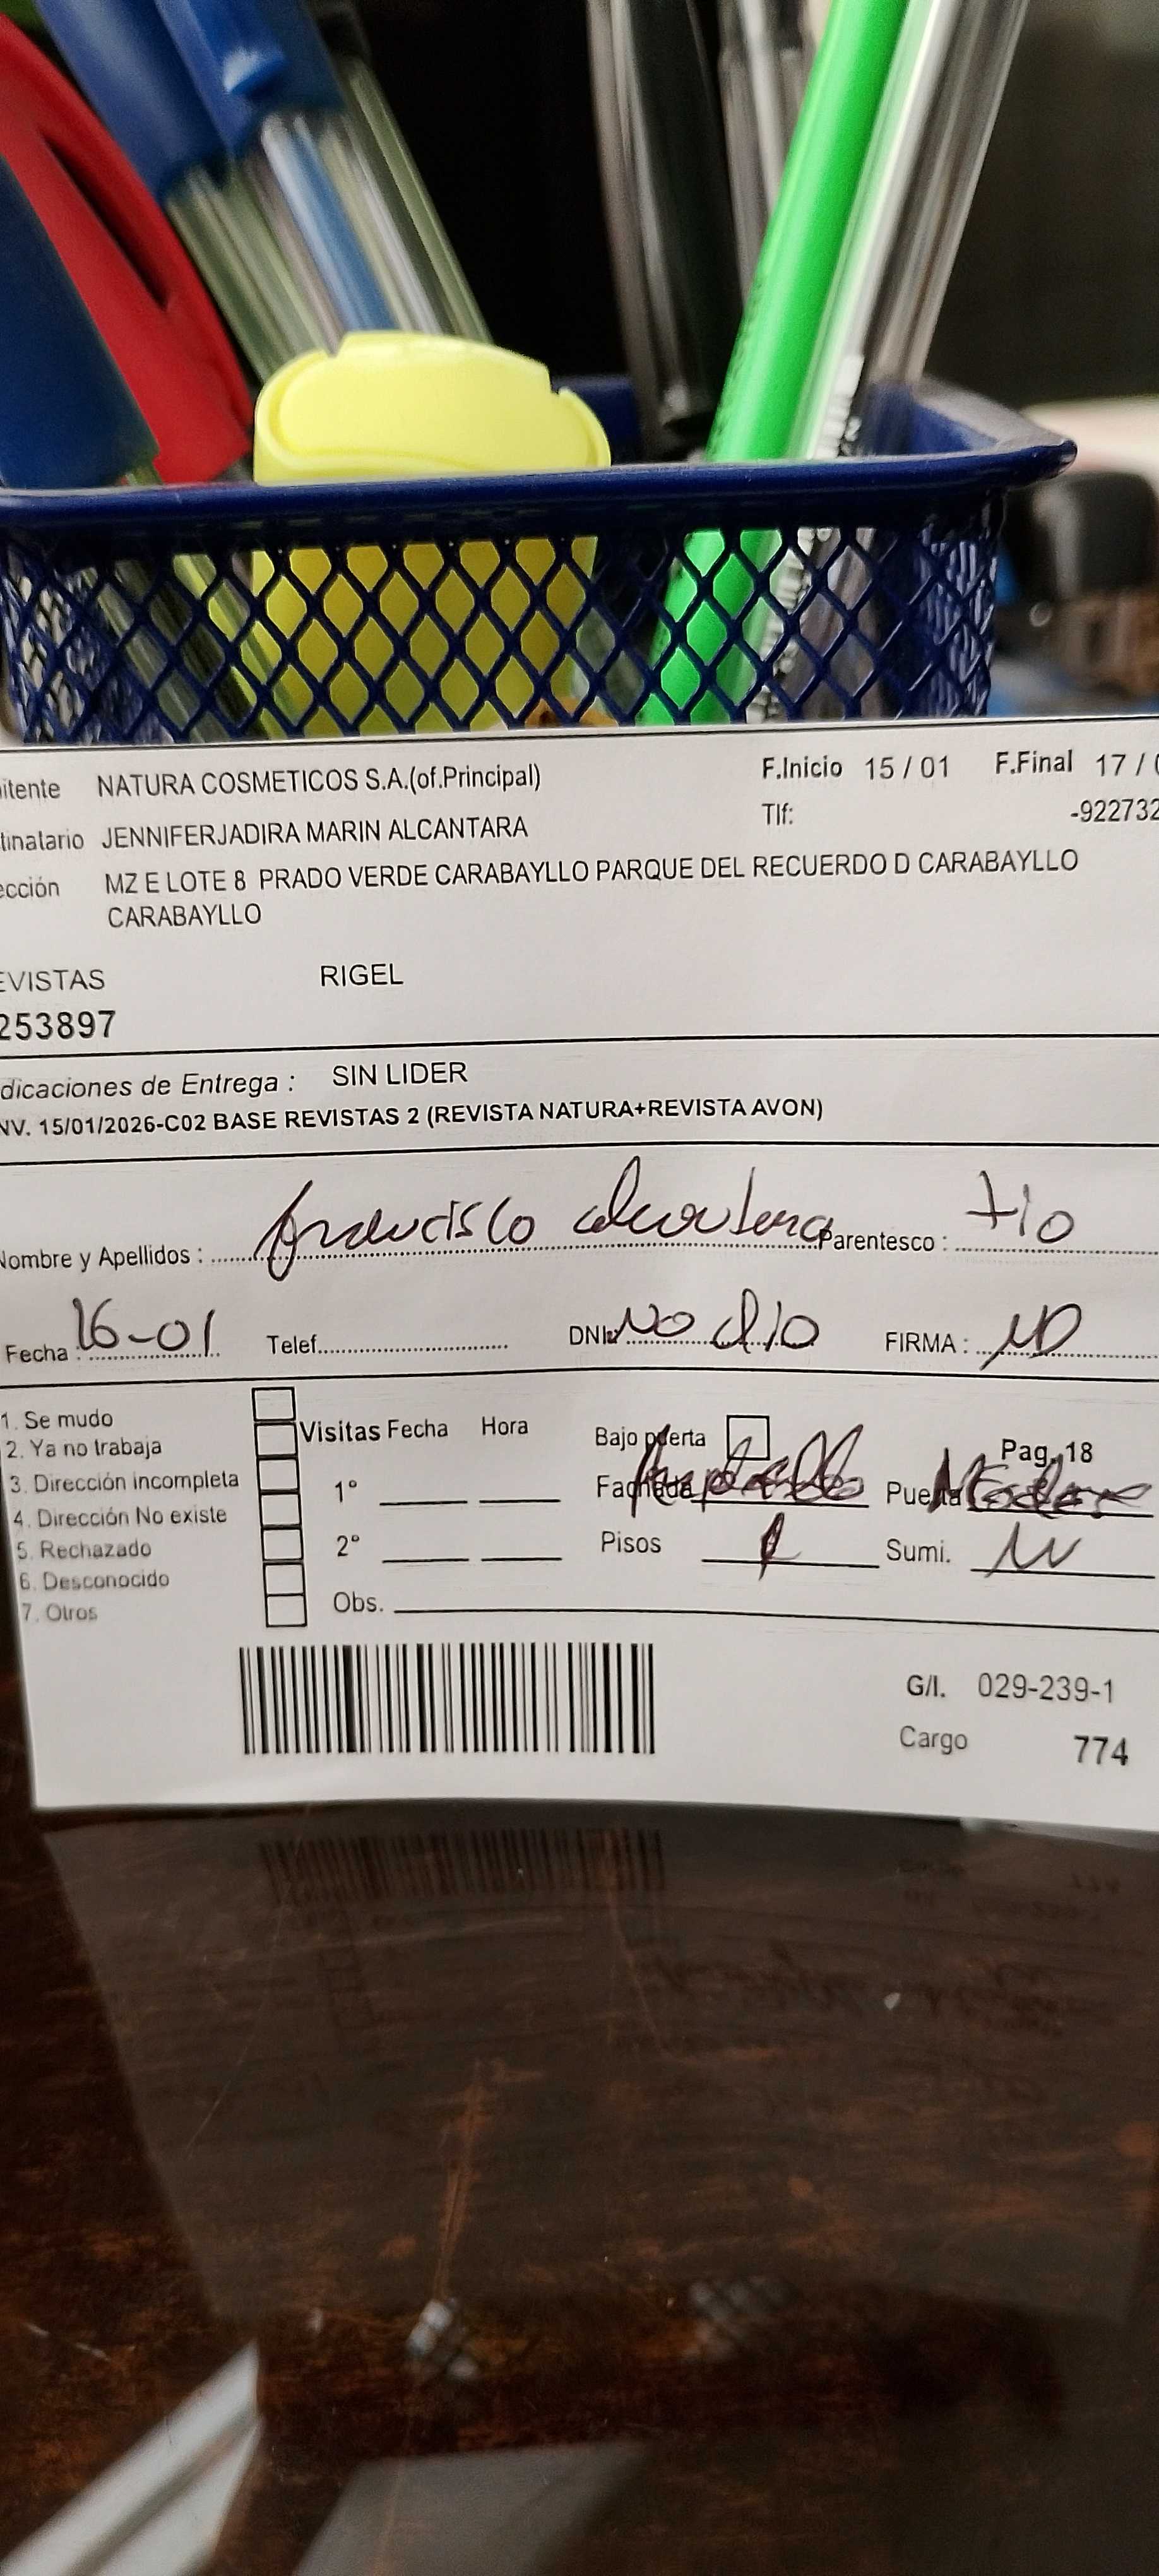 itente NATURA COSMETICOS S.A.(of.Principal) F.Inicio 15 / 01 F.Final 17 /
Tlf: -922732
tinatario JENNIFERJADIRA MARIN ALCANTARA
ección MZ E LOTE 8 PRADO VERDE CARABAYLLO PARQUE DEL RECUERDO D CARABAYLLO
CARABAYLLO
EVISTAS RIGEL
253897
dicaciones de Entrega : SIN LIDER
NV. 15/01/2026-C02 BASE REVISTAS 2 (REVISTA NATURA+REVISTA AVON)
Nombre y Apellidos : francisco alcantara Parentesco : tio
Fecha : 16-01 Telef. DNI: NO dio FIRMA : ND
1. Se mudo
2. Ya no trabaja
3. Dirección incompleta
4. Dirección No existe
5. Rechazado
6. Desconocido
7. Otros
Visitas Fecha Hora
1°
2°
Obs.
Bajo puerta Pag. 18
Fachada Puerta
Pisos 1 Sumi.
G/I. 029-239-1
Cargo 774